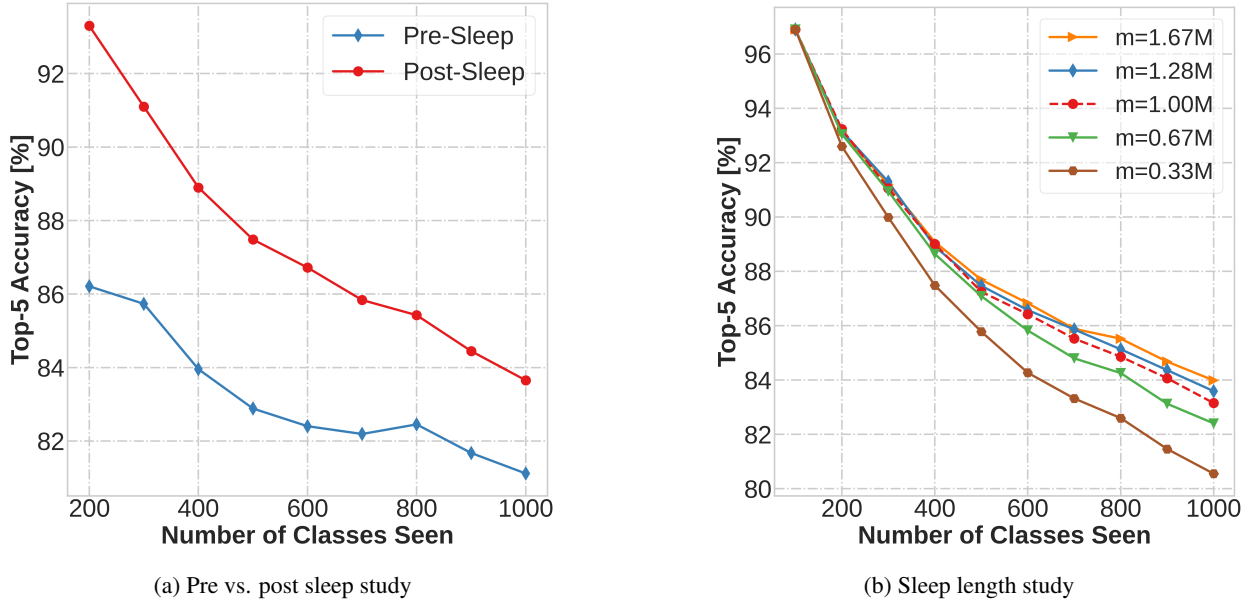 92
90
88
86
84
82
200
400
600
800
1000
Top-5 Accuracy [%]
Number of Classes Seen
Pre-Sleep
Post-Sleep
(a) Pre vs. post sleep study
96
94
92
90
88
86
84
82
80
200
400
600
800
1000
Top-5 Accuracy [%]
Number of Classes Seen
m=1.67M
m=1.28M
m=1.00M
m=0.67M
m=0.33M
(b) Sleep length study